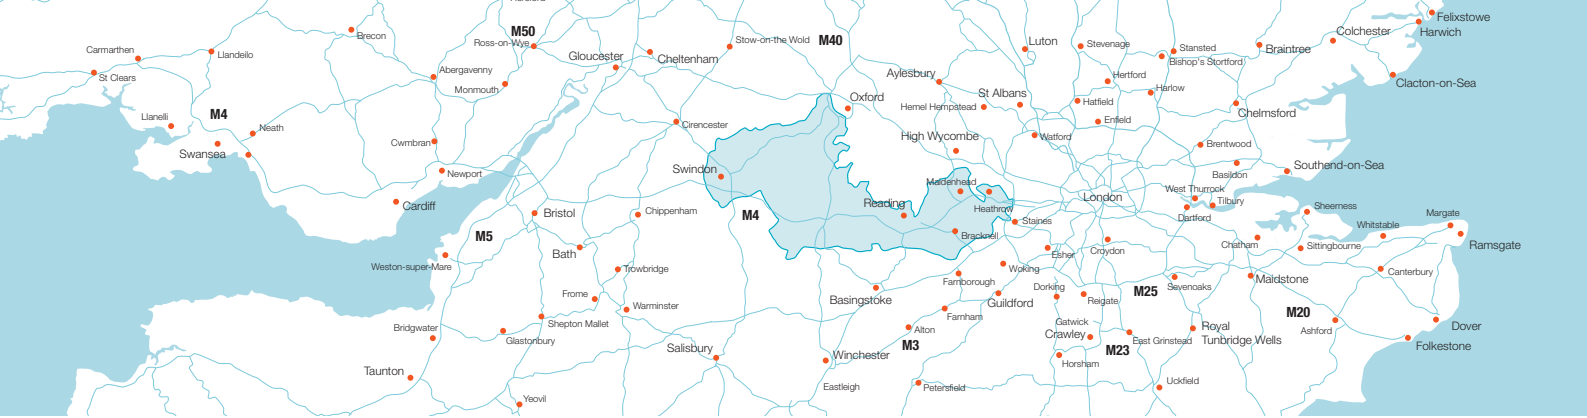 Felixstowe
Harwich
M50
Colchester
Brecon
Ross-on-Wye
Stow-on-the Wold
M40
Luton
Stevenage
Stansted
Braintree
Carmarthen
Llandeilo
Gloucester
Cheltenham
Bishop's Stortford
St Clears
Abergavenny
Aylesbury
Hertford
Clacton-on-Sea
Monmouth
Oxford
St Albans
Harlow
Hemel Hempstead
Hatfield
Chelmsford
Llanelli
M4
Neath
Cirencester
Enfield
Cwmbran
High Wycombe
Watford
Brentwood
Swansea
Swindon
Newport
Southend-on-Sea
Basildon
Maidenhead
West Thurrock
London
Cardiff
Reading
Heathrow
Tilbury
Sheerness
Bristol
M4
Chippenham
Staines
Dartford
Margate
Whitstable
M5
Bracknell
Chatham
Sittingbourne
Ramsgate
Bath
Esher
Croydon
Weston-super-Mare
Trowbridge
Woking
Canterbury
Farnborough
Dorking
Sevenoaks
Maidstone
Frome
Basingstoke
Guildford
Reigate
M25
Warminster
Farnham
M20
Bridgwater
Shepton Mallet
Gatwick
Crawley
Royal
Tunbridge Wells
Ashford
Dover
Glastonbury
Alton
M3
East Grinstead
Folkestone
Salisbury
Winchester
M23
Horsham
Taunton
Eastleigh
Petersfield
Uckfield
Yeovil